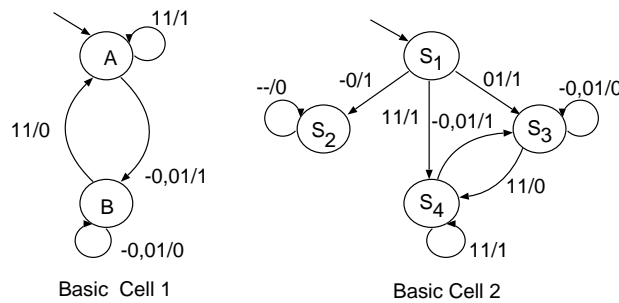 11/1
A
11/0
-0,01/1
B
-0,01/0
Basic Cell 1
S1
-0/1
01/1
-0,01/0
--/0
11/1
-0,01/1
S2
S3
11/0
S4
11/1
Basic Cell 2